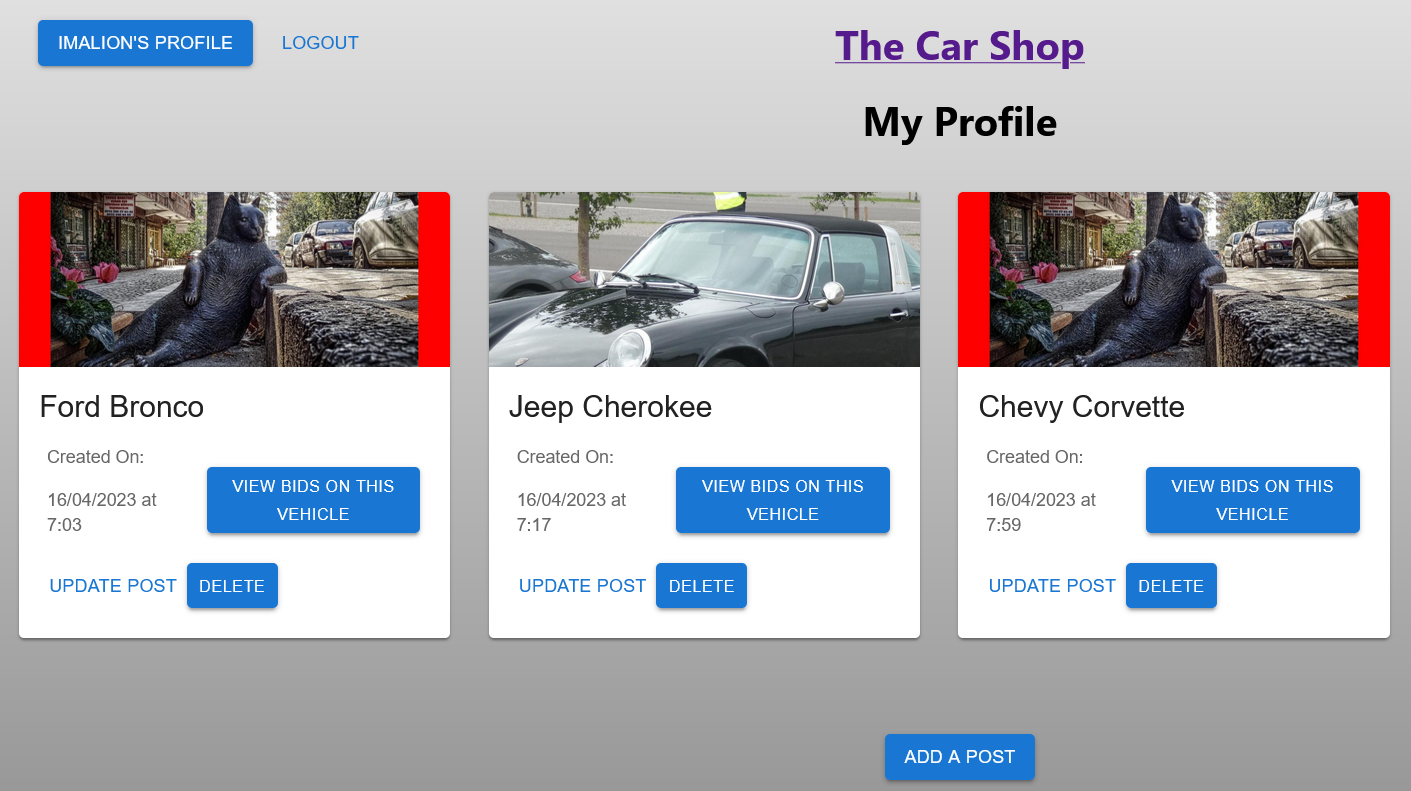 IMALION'S PROFILE
LOGOUT
The Car Shop
My Profile
Ford Bronco
Created On:
16/04/2023 at
7:03
VIEW BIDS ON THIS
VEHICLE
UPDATE POST
DELETE
Jeep Cherokee
Created On:
16/04/2023 at
7:17
VIEW BIDS ON THIS
VEHICLE
UPDATE POST
DELETE
Chevy Corvette
Created On:
16/04/2023 at
7:59
VIEW BIDS ON THIS
VEHICLE
UPDATE POST
DELETE
ADD A POST